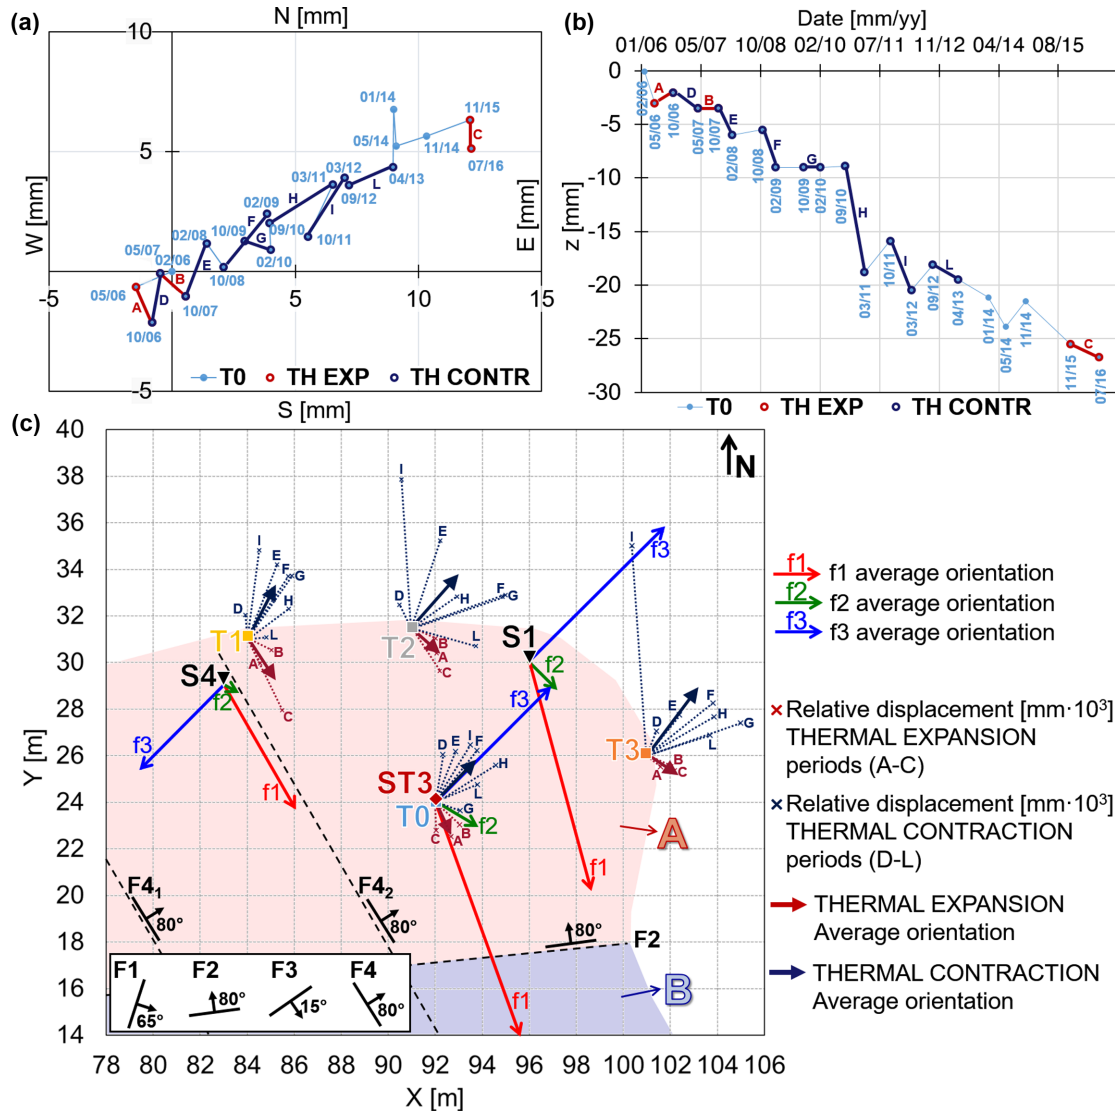 (a)
N [mm]
10
01/14
11/15
C
05/14
11/14
07/16
5
03/11
03/12
L
04/13
H
09/12
02/09
I
F
10/09
09/10
G
10/11
02/10
W [mm]
E [mm]
05/07
02/08
02/06
E
10/08
-5
5
10
15
05/06
B
A
D
10/07
10/06
-5
T0
TH EXP
TH CONTR
S [mm]
(b)
Date [mm/yy]
01/06 05/07 10/08 02/10 07/11 11/12 04/14 08/15
z [mm]
0
-5
-10
-15
-20
-25
-30
02/06
A
D
B
E
F
G
H
I
L
C
05/06
10/06
05/07
10/07
02/08
10/08
02/09
10/09
02/10
09/10
03/11
10/11
03/12
09/12
04/13
01/14
05/14
11/14
11/15
07/16
T0
TH EXP
TH CONTR
(c)
40
38
36
34
32
30
28
26
24
22
20
18
16
14
Y [m]
78 80 82 84 86 88 90 92 94 96 98 100 102 104 106
X [m]
N
I
E
F
G
D
H
L
T1
B
A
C
I
E
D
H
F
G
L
T2
B
A
C
S1
f3
f2
f1
S4
f2
f3
f1
I
F
E
H
D
G
L
T3
B
A
C
f3
D
E
I
F
H
L
G
ST3
T0
f2
B
A
C
f1
A
B
F4₁
80°
F4₂
80°
80°
F2
F1
65°
F2
80°
F3
15°
F4
80°
f1
f1 average orientation
f2
f2 average orientation
f3
f3 average orientation
×Relative displacement [mm·10³]
THERMAL EXPANSION
periods (A-C)
×Relative displacement [mm·10³]
THERMAL CONTRACTION
periods (D-L)
THERMAL EXPANSION
Average orientation
THERMAL CONTRACTION
Average orientation